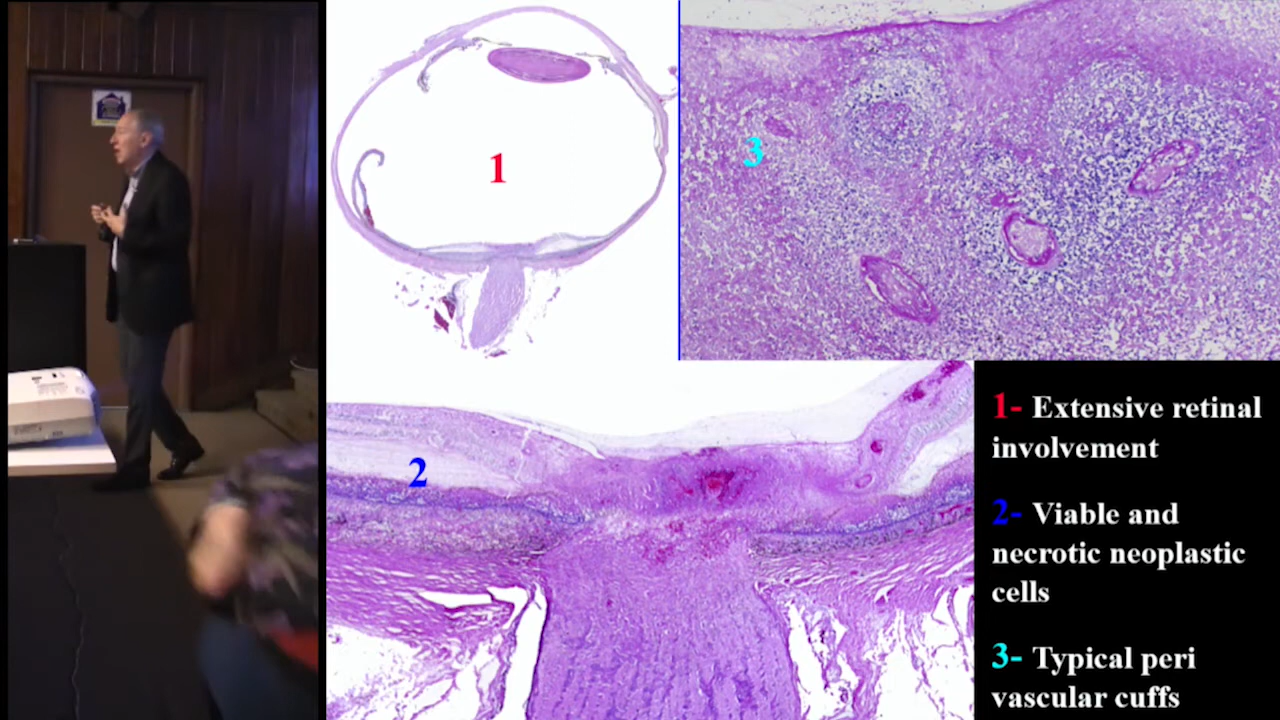 1
3
2
1- Extensive retinal
involvement
2- Viable and
necrotic neoplastic
cells
3- Typical peri
vascular cuffs